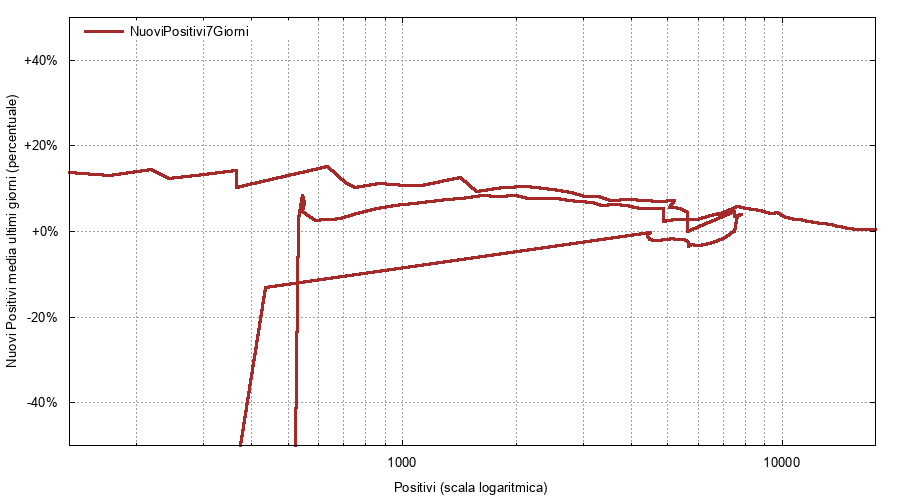 NuoviPositivi7Giorni
+40%
+20%
+0%
-20%
-40%
Nuovi Positivi media ultimi giorni (percentuale)
1000
10000
Positivi (scala logaritmica)